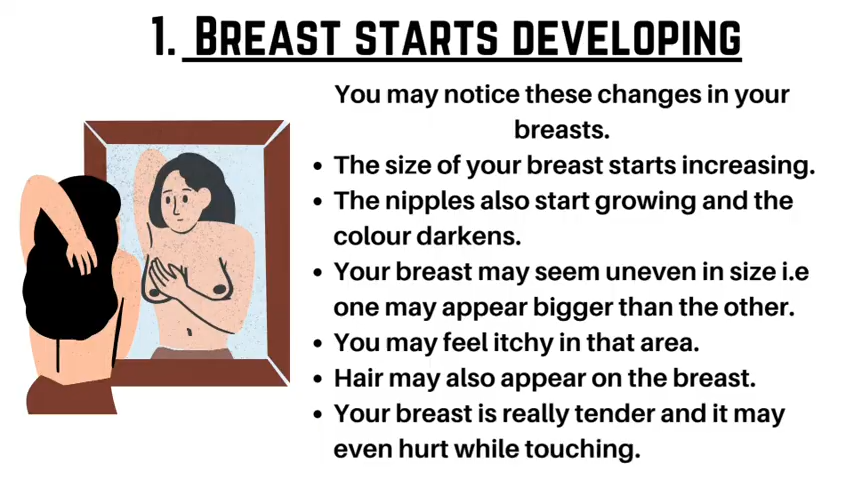 1. BREAST STARTS DEVELOPING
You may notice these changes in your
breasts.
• The size of your breast starts increasing.
• The nipples also start growing and the
colour darkens.
• Your breast may seem uneven in size i.e
one may appear bigger than the other.
• You may feel itchy in that area.
• Hair may also appear on the breast.
• Your breast is really tender and it may
even hurt while touching.